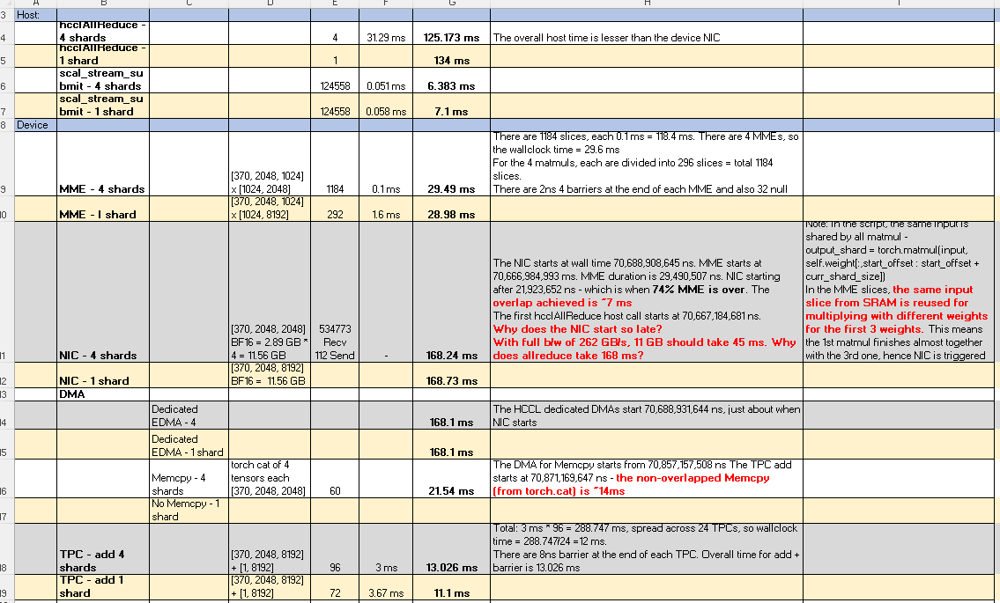 A B C D E F G H I
3 Host:
hcclAllReduce -
4 4 shards 4 31.29 ms 125.173 ms The overall host time is lesser than the device NIC
hcclAllReduce -
5 1 shard 1 134 ms
scal_stream_su
6 bmit - 4 shards 124558 0.051 ms 6.383 ms
scal_stream_su
7 bmit - 1 shard 124558 0.058 ms 7.1 ms
8 Device
There are 1184 slices, each 0.1 ms = 118.4 ms. There are 4 MMEs, so
the wallclock time = 29.6 ms
For the 4 matmuls, each are divided into 296 slices = total 1184
[370, 2048, 1024] slices.
9 MME - 4 shards x [1024, 2048] 1184 0.1 ms 29.49 ms There are 2ns 4 barriers at the end of each MME and also 32 null
[370, 2048, 1024]
10 MME - 1 shard x [1024, 8192] 292 1.6 ms 28.98 ms
Note: In the script, the same input is
shared by all matmul -
output_shard = torch.matmul(input,
self.weight[:,start_offset : start_offset +
curr_shard_size])
In the MME slices, the same input
slice from SRAM is reused for
multiplying with different weights
for the first 3 weights. This means
the 1st matmul finishes almost together
with the 3rd one, hence NIC is triggered
The NIC starts at wall time 70,688,908,645 ns. MME starts at
70,666,984,993 ms. MME duration is 29,490,507 ns. NIC starting
after 21,923,652 ns - which is when 74% MME is over. The
overlap achieved is ~7 ms
The first hcclAllReduce host call starts at 70,667,184,681 ns.
Why does the NIC start so late?
With full b/w of 262 GB/s, 11 GB should take 45 ms. Why
does allreduce take 168 ms?
[370, 2048, 2048] 534773
BF16 = 2.89 GB * Recv
11 NIC - 4 shards 4 = 11.56 GB 112 Send - 168.24 ms
[370, 2048, 8192]
12 NIC - 1 shard BF16 = 11.56 GB 168.73 ms
13 DMA
Dedicated The HCCL dedicated DMAs start 70,688,931,644 ns, just about when
14 EDMA - 4 168.1 ms NIC starts
Dedicated
15 EDMA - 1 shard 168.1 ms
torch cat of 4 The DMA for Memcpy starts from 70,857,157,508 ns The TPC add
Memcpy - 4 tensors each starts at 70,871,169,647 ns - the non-overlapped Memcpy
16 shards [370, 2048, 2048] 60 21.54 ms (from torch.cat) is ~14ms
No Memcpy - 1
17 shard
Total: 3 ms * 96 = 288.747 ms, spread across 24 TPCs, so wallclock
time = 288.747/24 =12 ms.
TPC - add 4 [370, 2048, 8192] There are 8ns barrier at the end of each TPC. Overall time for add +
18 shards + [1, 8192] 96 3 ms 13.026 ms barrier is 13.026 ms
TPC - add 1 [370, 2048, 8192]
19 shard + [1, 8192] 72 3.67 ms 11.1 ms